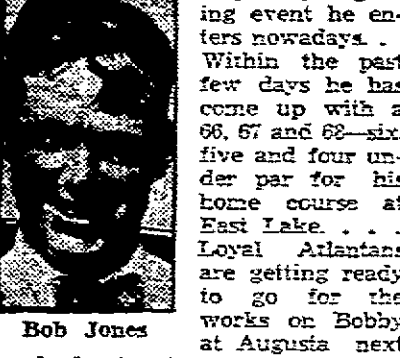 ing event he en-
ters nowadays. .
Within the past
few days he has
come up with a
66, 67 and 68—six,
five and four un-
der par for his
home course at
East Lake. . . .
Loyal Atlantans
are getting ready
to go for the
works on Bobby
at Augusta next
Bob Jones